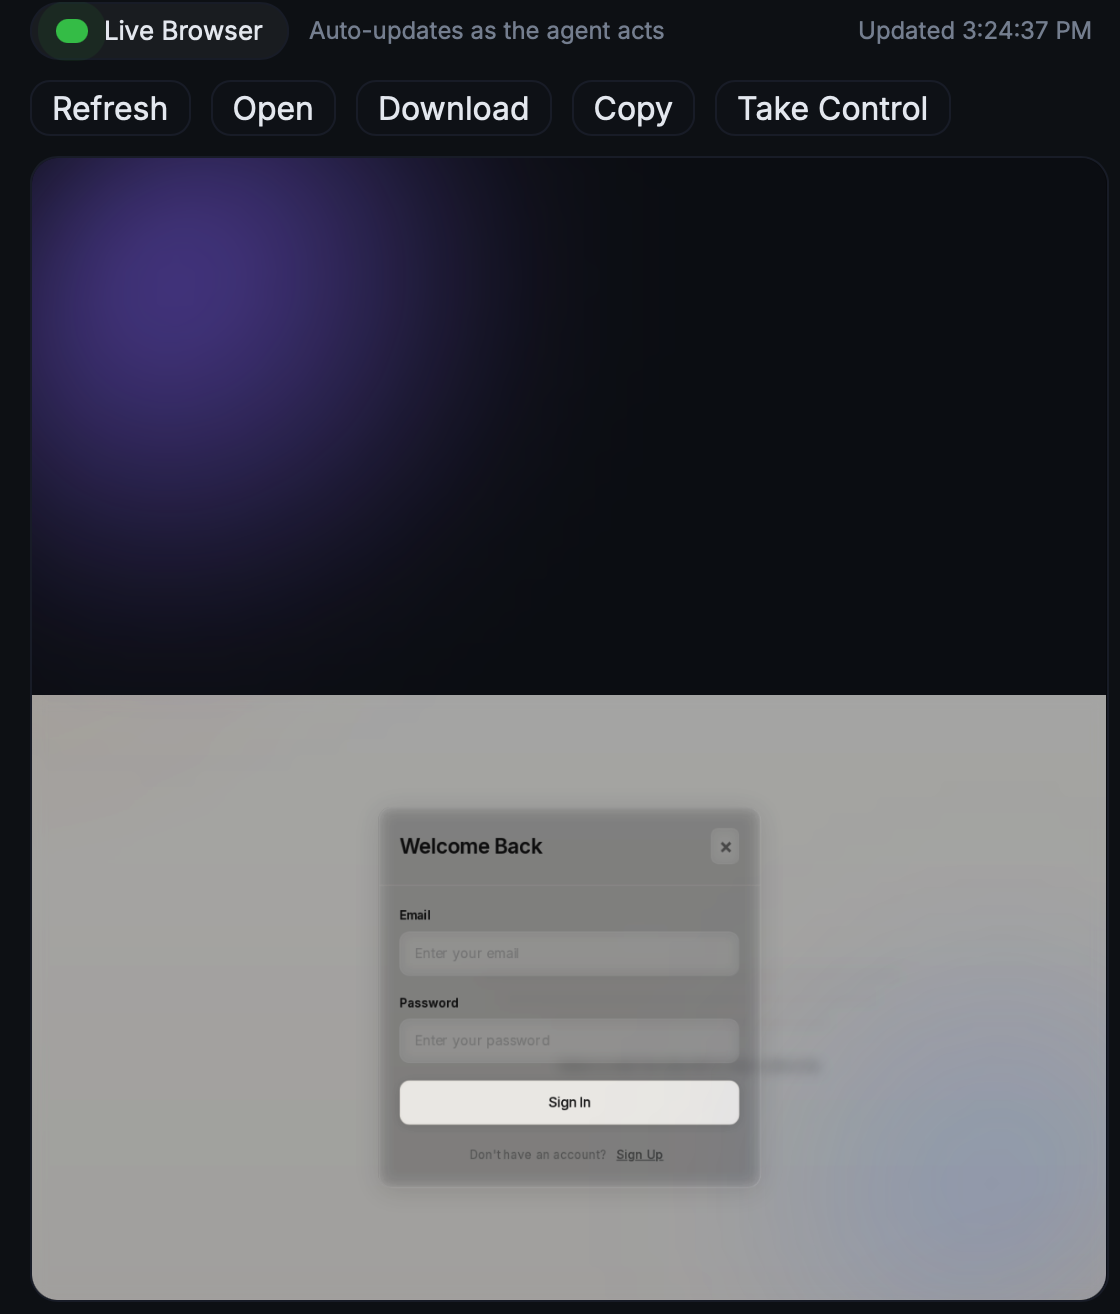 Live Browser
Auto-updates as the agent acts
Updated 3:24:37 PM
Refresh
Open
Download
Copy
Take Control
Welcome Back
×
Email
Enter your email
Password
Enter your password
Sign In
Don't have an account? Sign Up